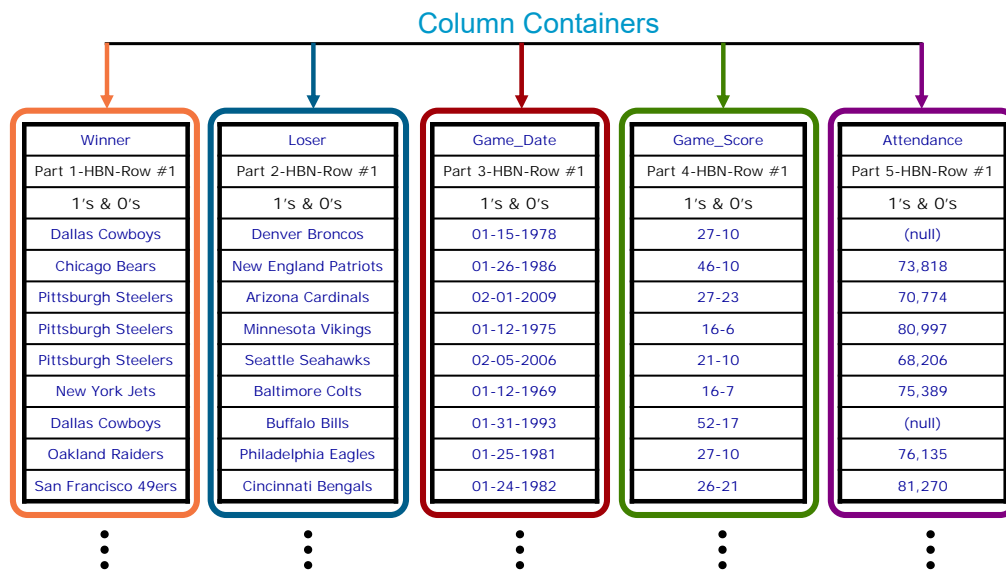 Column Containers
Winner Loser Game_Date Game_Score Attendance
Part 1-HBN-Row #1 Part 2-HBN-Row #1 Part 3-HBN-Row #1 Part 4-HBN-Row #1 Part 5-HBN-Row #1
1's & 0's 1's & 0's 1's & 0's 1's & 0's 1's & 0's
Dallas Cowboys Denver Broncos 01-15-1978 27-10 (null)
Chicago Bears New England Patriots 01-26-1986 46-10 73,818
Pittsburgh Steelers Arizona Cardinals 02-01-2009 27-23 70,774
Pittsburgh Steelers Minnesota Vikings 01-12-1975 16-6 80,997
Pittsburgh Steelers Seattle Seahawks 02-05-2006 21-10 68,206
New York Jets Baltimore Colts 01-12-1969 16-7 75,389
Dallas Cowboys Buffalo Bills 01-31-1993 52-17 (null)
Oakland Raiders Philadelphia Eagles 01-25-1981 27-10 76,135
San Francisco 49ers Cincinnati Bengals 01-24-1982 26-21 81,270